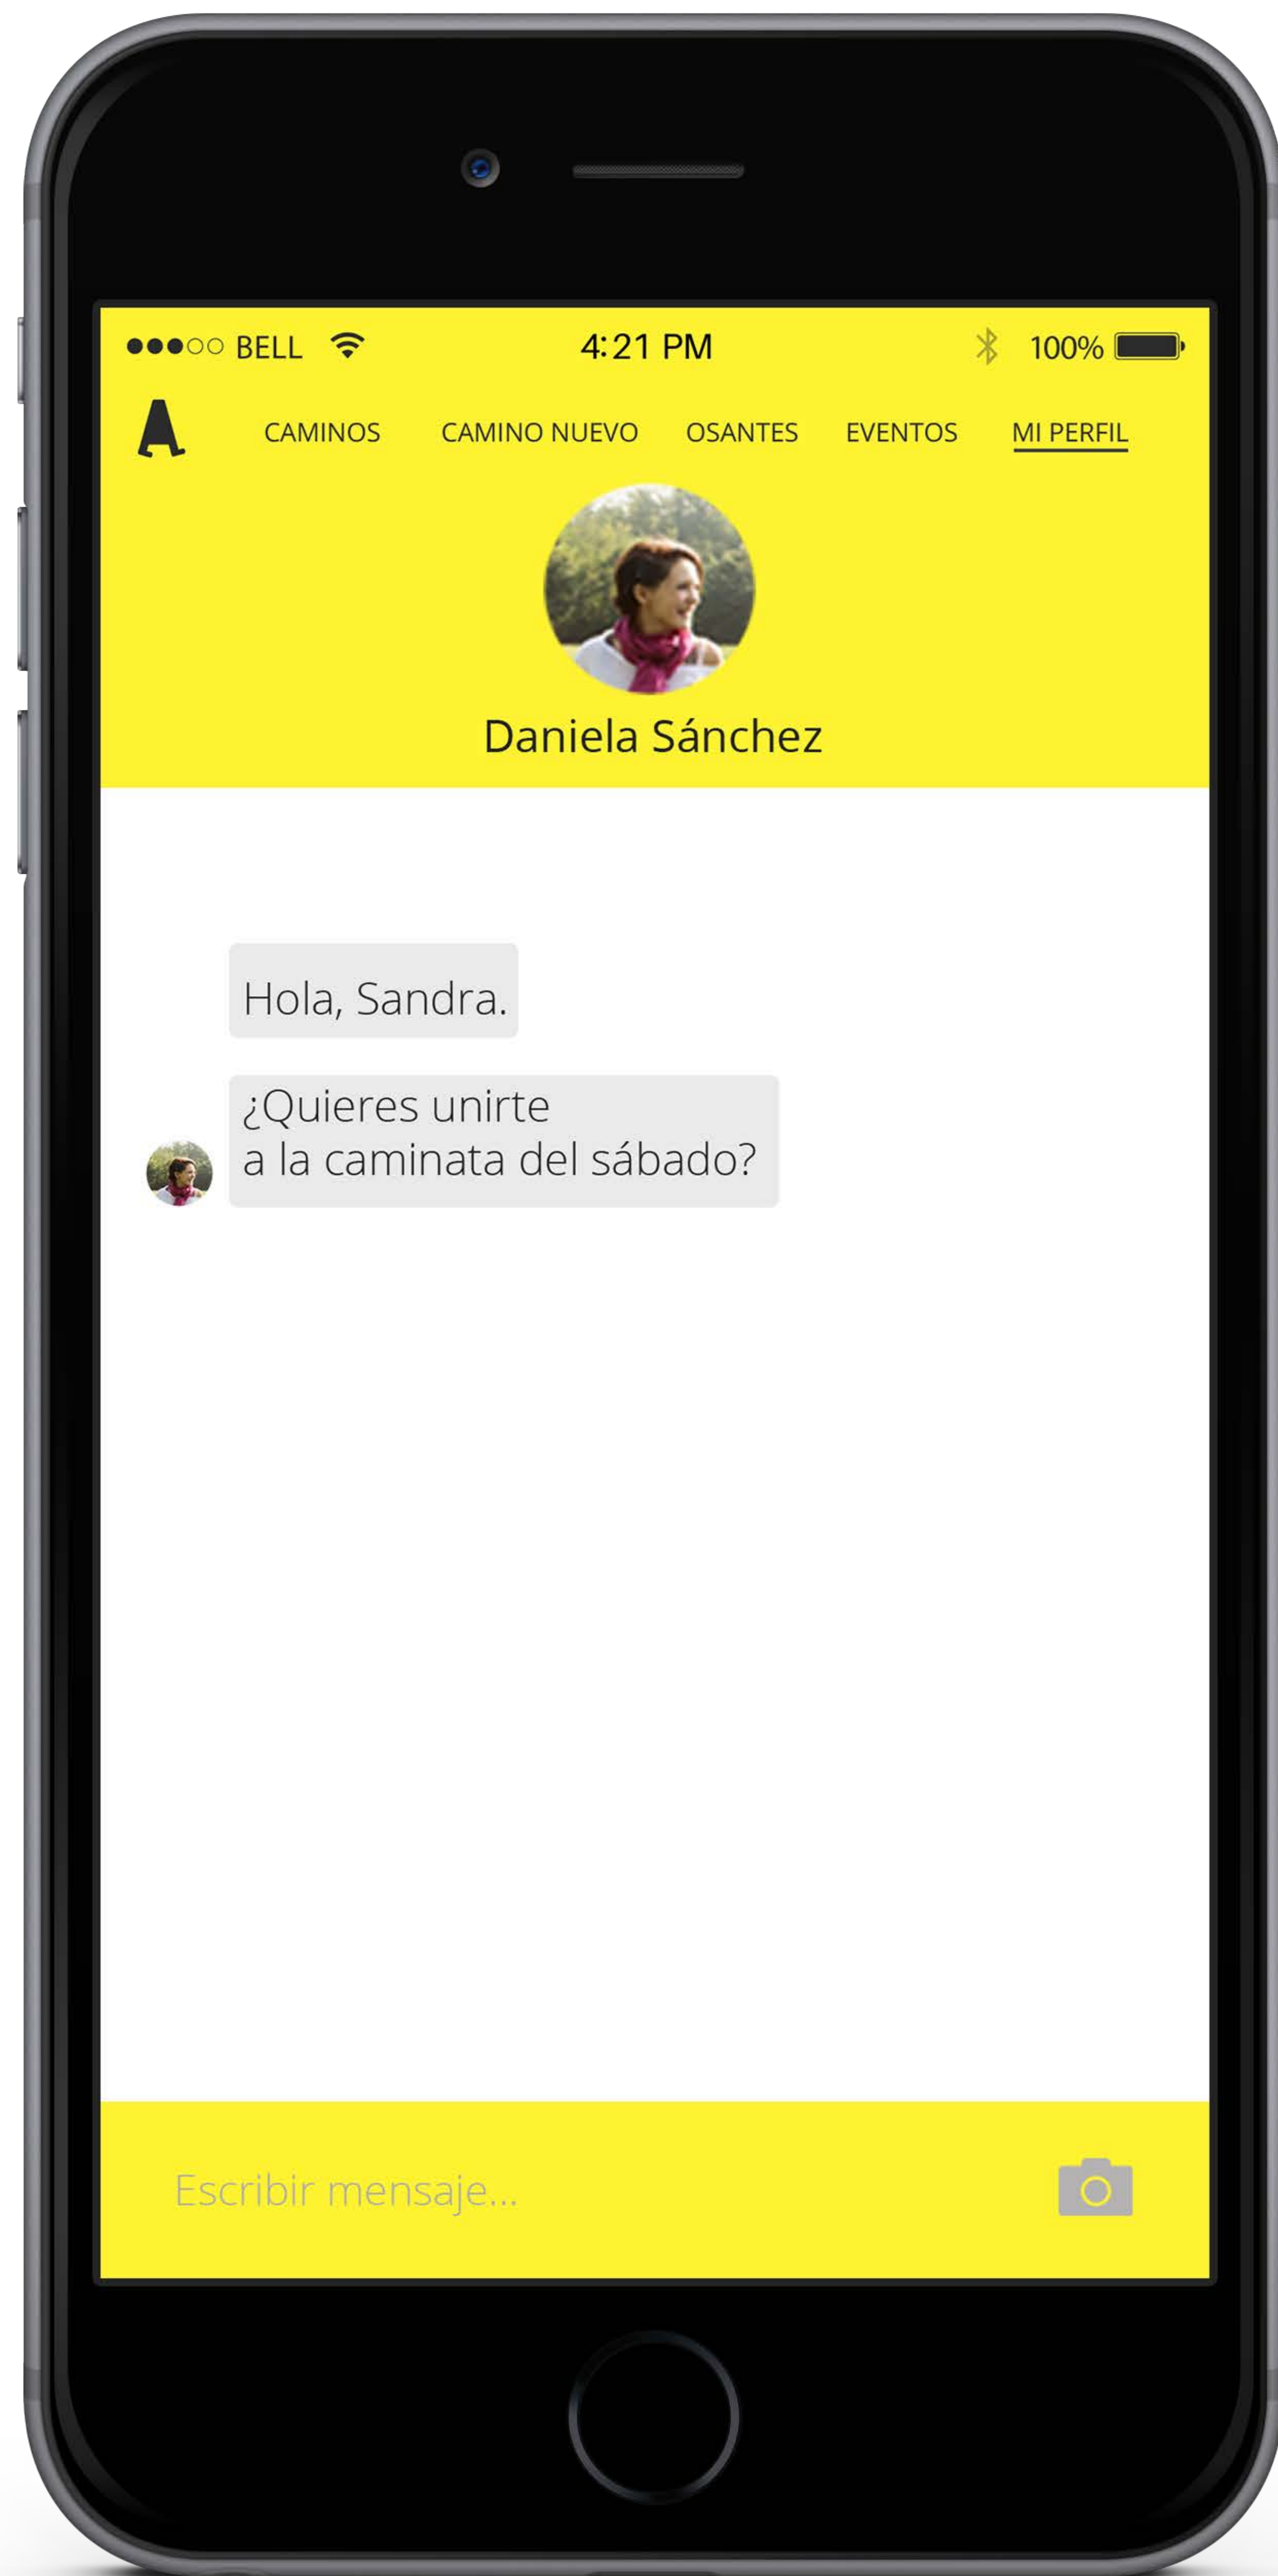 BELL 4:21 PM 100%
A CAMINOS CAMINO NUEVO OSANTES EVENTOS MI PERFIL
Daniela Sánchez
Hola, Sandra.
¿Quieres unirte
a la caminata del sábado?
Escribir mensaje...